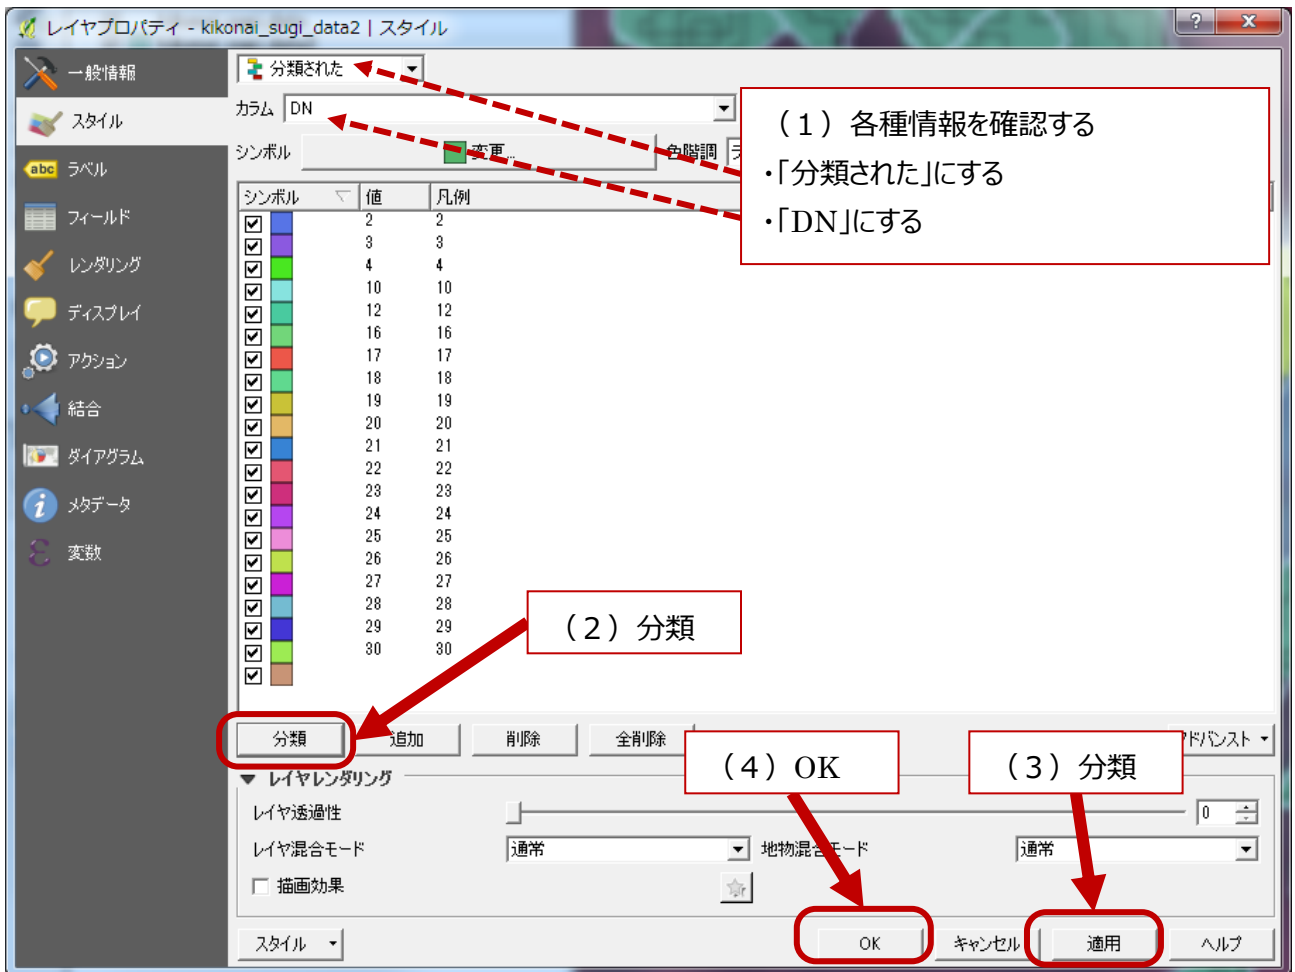 レイヤプロパティ - kikonai_sugi_data2 | スタイル
一般情報
スタイル
abc ラベル
フィールド
レンダリング
ディスプレイ
アクション
結合
ダイアグラム
メタデータ
変数
分類された
カラム DN
シンボル 変更... 色階調
(1)各種情報を確認する
・「分類された」にする
・「DN」にする
シンボル 値 凡例
2 2
3 3
4 4
10 10
12 12
16 16
17 17
18 18
19 19
20 20
21 21
22 22
23 23
24 24
25 25
26 26
27 27
28 28
29 29
30 30
(2)分類
分類 追加 削除 全削除 ドバンスト
(4)OK
(3)分類
レイヤレンダリング
レイヤ透過性 0
レイヤ混合モード 通常 地物混合モード 通常
描画効果
スタイル OK キャンセル 適用 ヘルプ